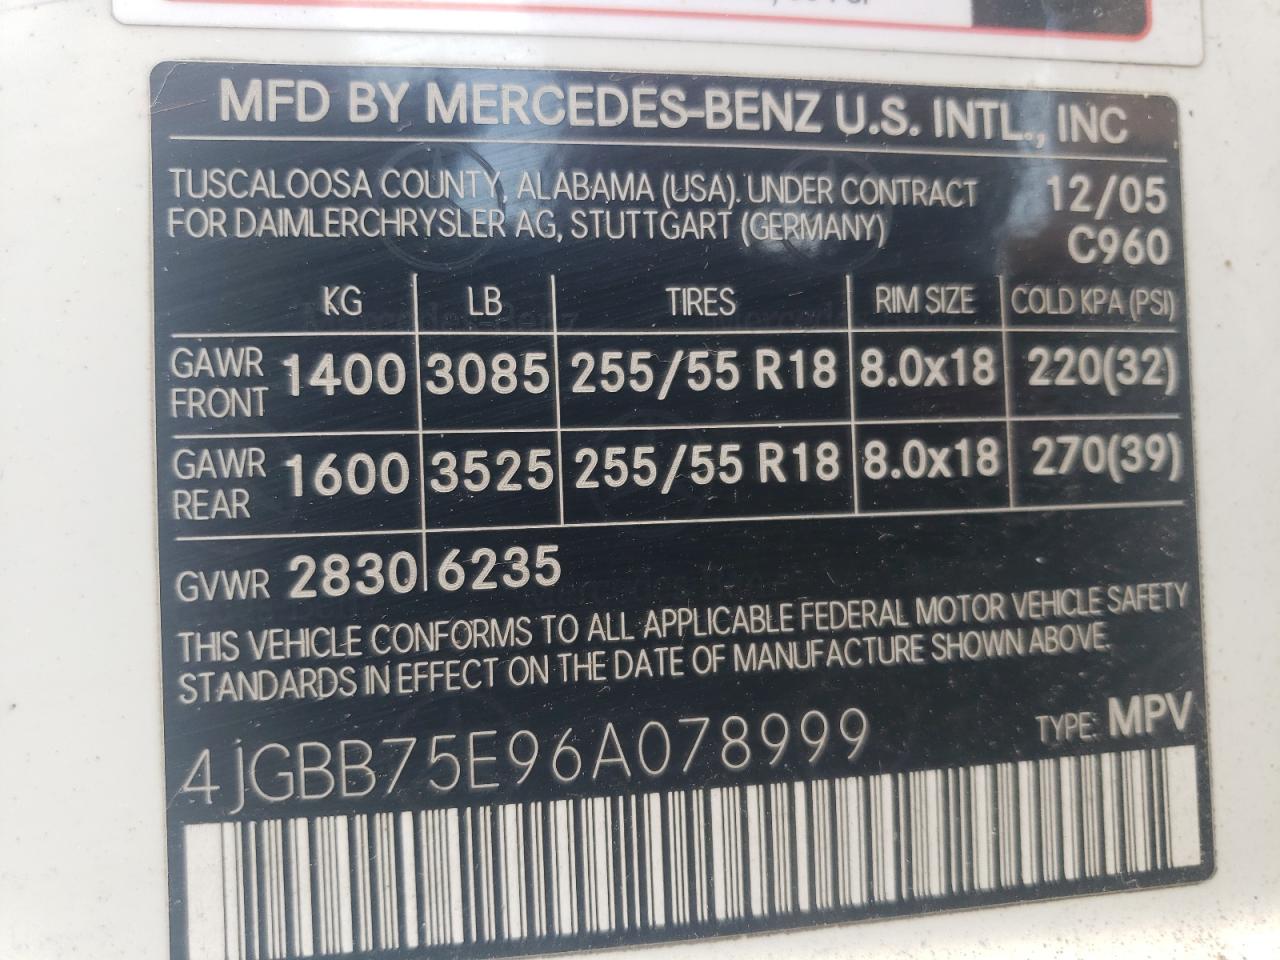 MFD BY MERCEDES-BENZ U.S. INTL., INC
TUSCALOOSA COUNTY, ALABAMA (USA). UNDER CONTRACT 12/05
FOR DAIMLERCHRYSLER AG, STUTTGART (GERMANY) C960
KG LB TIRES RIM SIZE COLD KPA (PSI)
GAWR FRONT 1400 3085 255/55 R18 8.0x18 220(32)
GAWR REAR 1600 3525 255/55 R18 8.0x18 270(39)
GVWR 2830 6235
THIS VEHICLE CONFORMS TO ALL APPLICABLE FEDERAL MOTOR VEHICLE SAFETY
STANDARDS IN EFFECT ON THE DATE OF MANUFACTURE SHOWN ABOVE.
4JGBB75E96A078999 TYPE: MPV